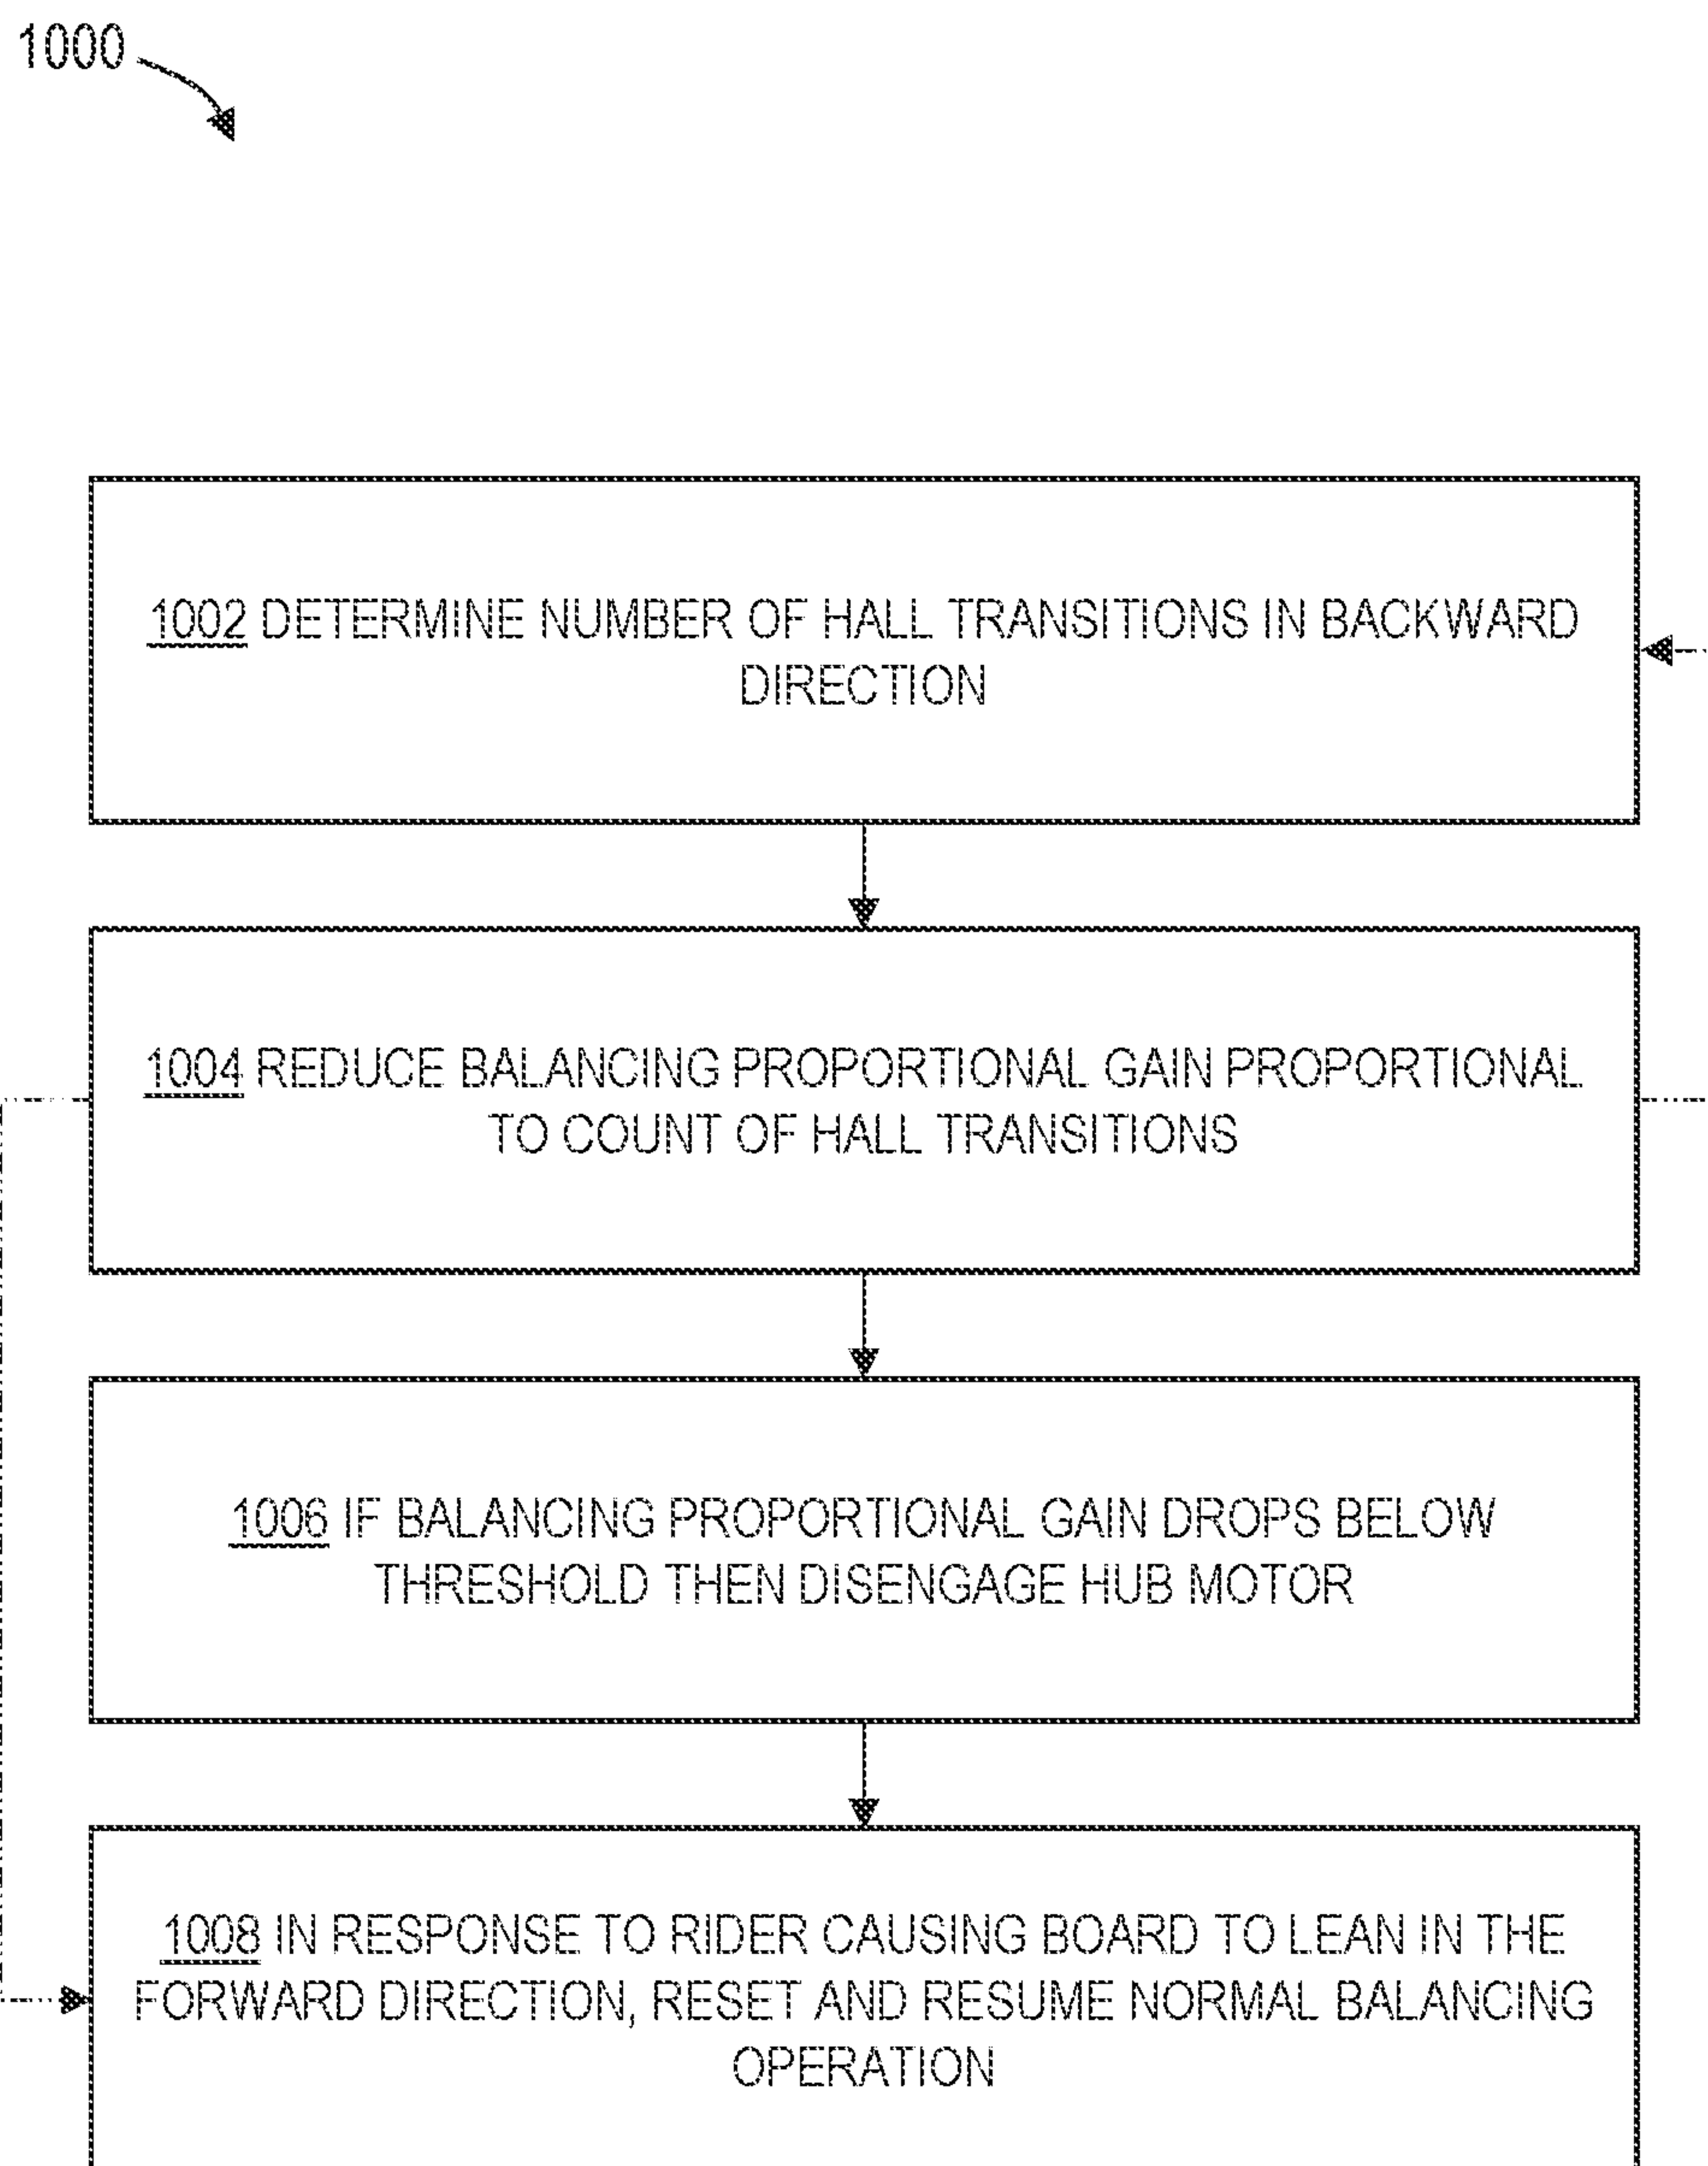 1000
1002 DETERMINE NUMBER OF HALL TRANSITIONS IN BACKWARD
DIRECTION
1004 REDUCE BALANCING PROPORTIONAL GAIN PROPORTIONAL
TO COUNT OF HALL TRANSITIONS
1006 IF BALANCING PROPORTIONAL GAIN DROPS BELOW
THRESHOLD THEN DISENGAGE HUB MOTOR
1008 IN RESPONSE TO RIDER CAUSING BOARD TO LEAN IN THE
FORWARD DIRECTION, RESET AND RESUME NORMAL BALANCING
OPERATION